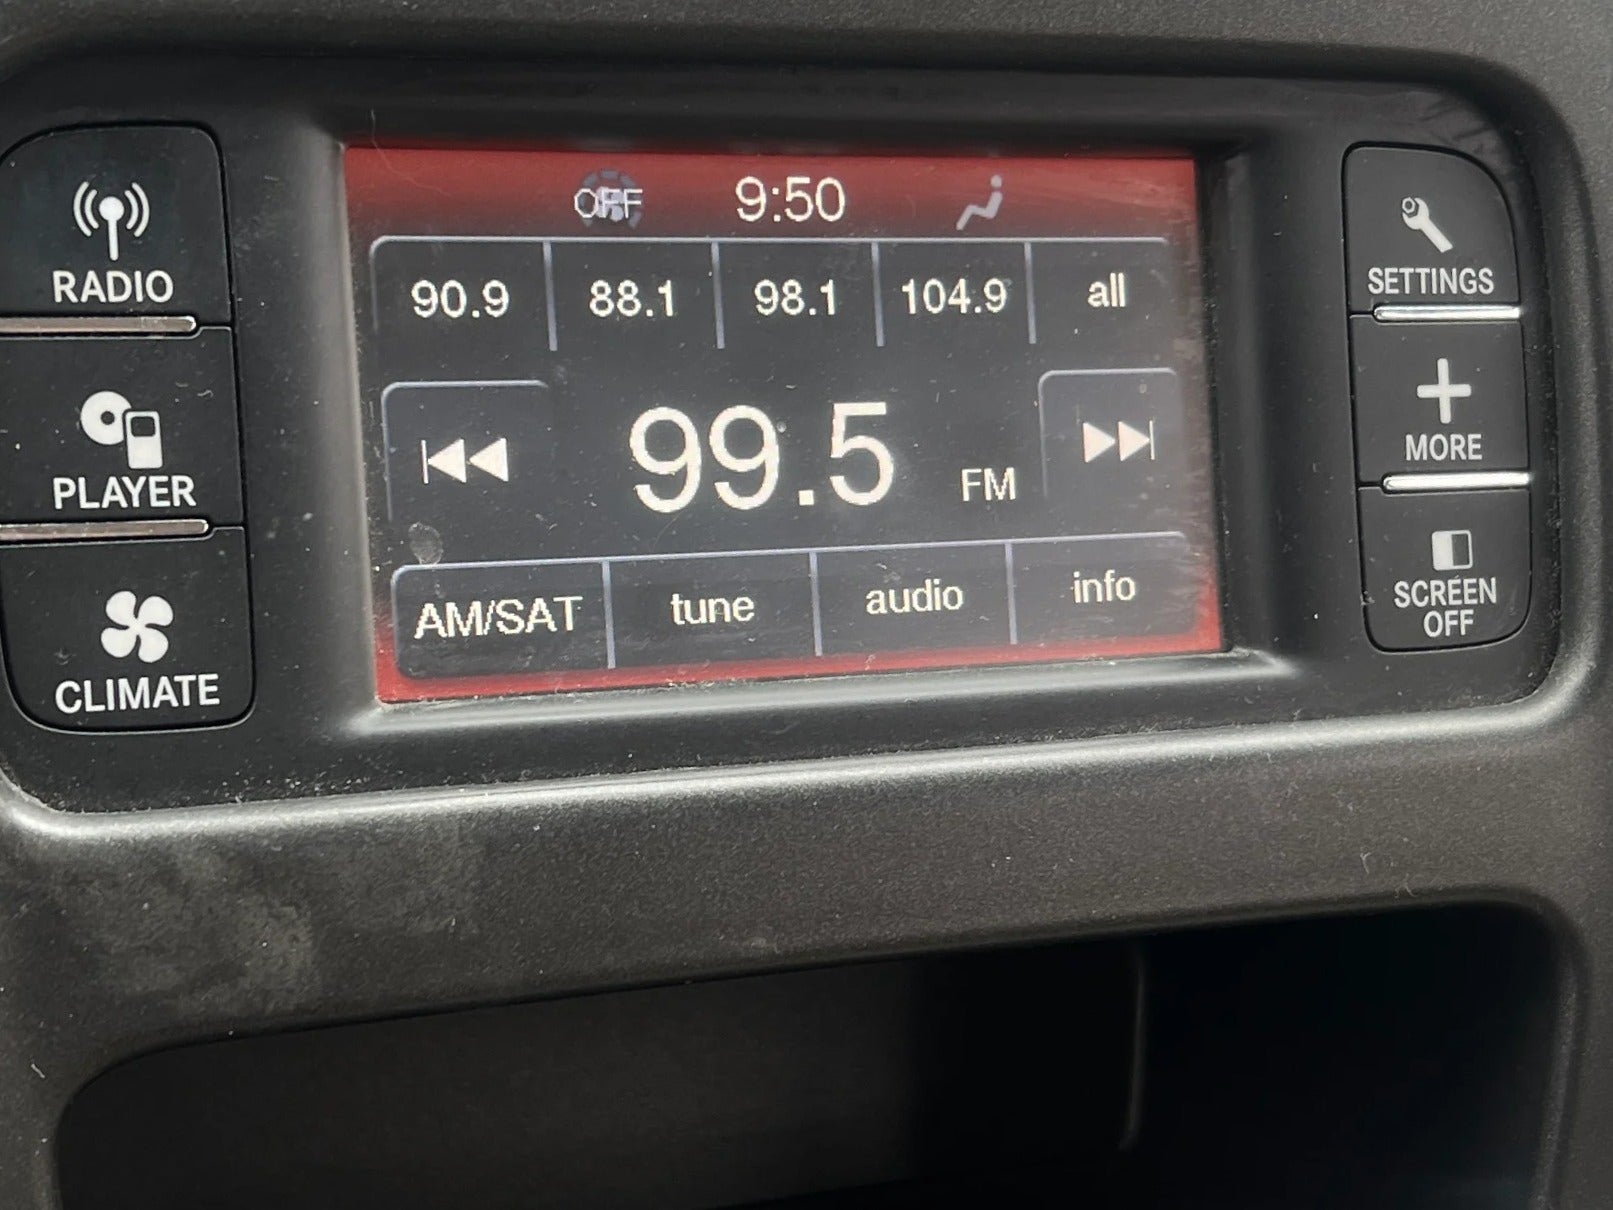 OFF 9:50
90.9 88.1 98.1 104.9 all
99.5 FM
AM/SAT tune audio info
RADIO
PLAYER
CLIMATE
SETTINGS
MORE
SCREEN
OFF